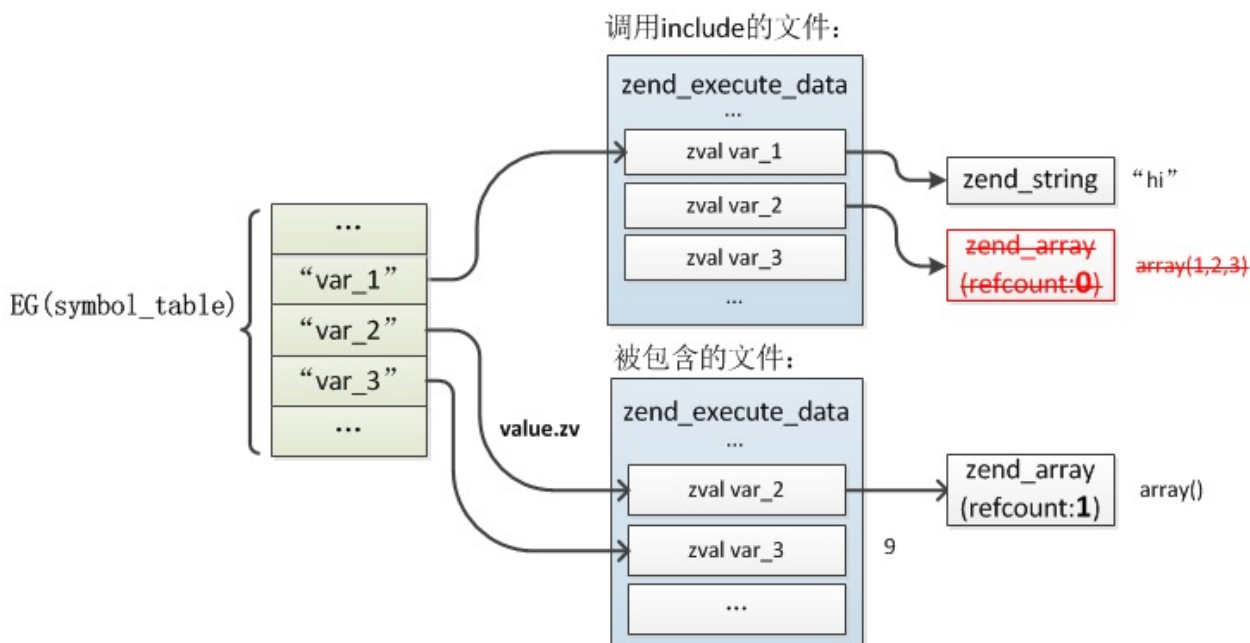 调用include的文件：
zend_execute_data
...
zval var_1
zval var_2
zval var_3
...
zend_string
“hi”
zend_array
(refcount:0)
array(1,2,3)
EG(symbol_table)
...
“var_1”
“var_2”
“var_3”
...
value.zv
被包含的文件：
zend_execute_data
...
zval var_2
zval var_3
...
9
zend_array
(refcount:1)
array()